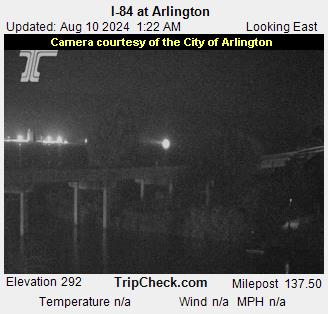 I-84 at Arlington
Updated: Aug 10 2024 1:22 AM Looking East
Camera courtesy of the City of Arlington
Elevation 292 TripCheck.com Milepost 137.50
Temperature n/a Wind n/a MPH n/a